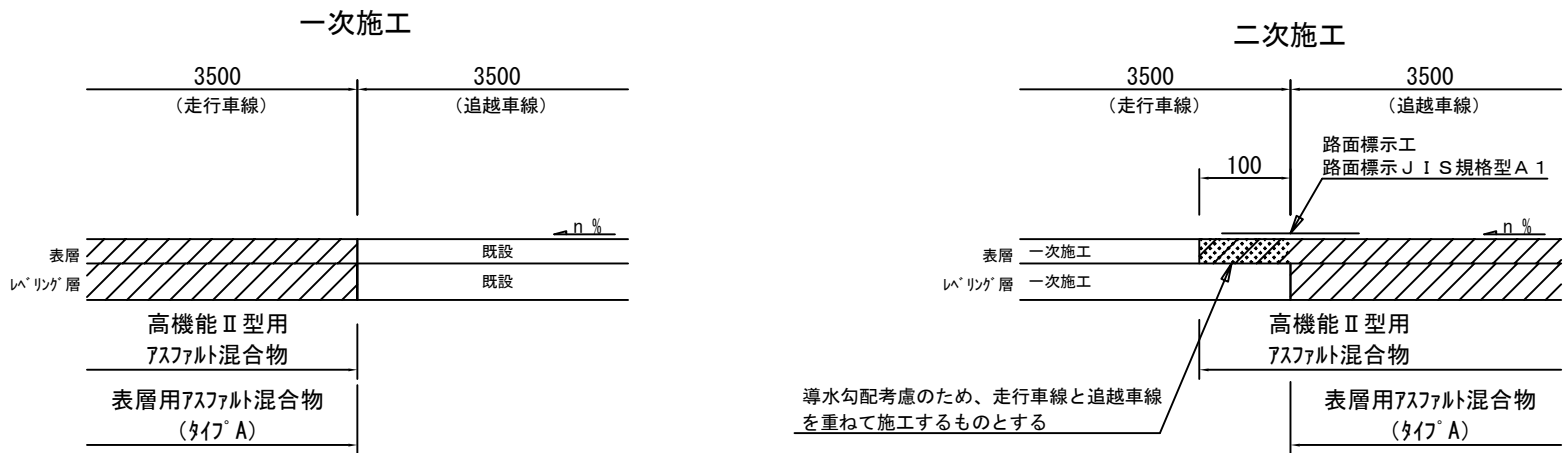 一次施工
3500
3500
(走行車線)
(追越車線)
n %
表層
既設
ﾚﾍﾞﾘﾝｸﾞ層
既設
高機能Ⅱ型用
ｱｽﾌｧﾙﾄ混合物
表層用ｱｽﾌｧﾙﾄ混合物
(ﾀｲﾌﾟA)
二次施工
3500
3500
(走行車線)
(追越車線)
路面標示工
路面標示ＪＩＳ規格型Ａ１
100
n %
表層
一次施工
ﾚﾍﾞﾘﾝｸﾞ層
一次施工
高機能Ⅱ型用
ｱｽﾌｧﾙﾄ混合物
導水勾配考慮のため、走行車線と追越車線
を重ねて施工するものとする
表層用ｱｽﾌｧﾙﾄ混合物
(ﾀｲﾌﾟA)